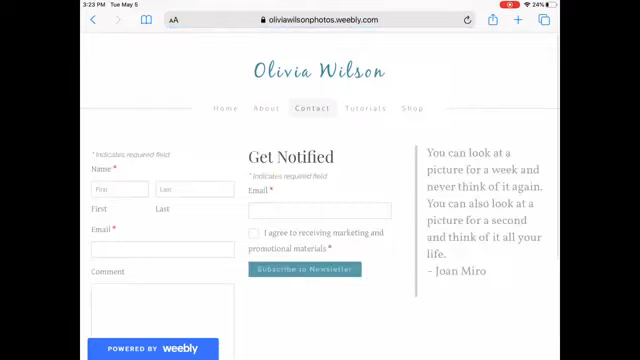 3:23 PM Tue May 5
24%
AA
oliviawilsonphotos.weebly.com
Olivia Wilson
Home About Contact Tutorials Shop
* Indicates required field
Name *
First Last
First Last
Email *
Comment
Get Notified
* Indicates required field
Email *
I agree to receiving marketing and
promotional materials *
Subscribe to Newsletter
You can look at a
picture for a week and
never think of it again.
You can also look at a
picture for a second
and think of it all your
life.
- Joan Miro
POWERED BY weebly